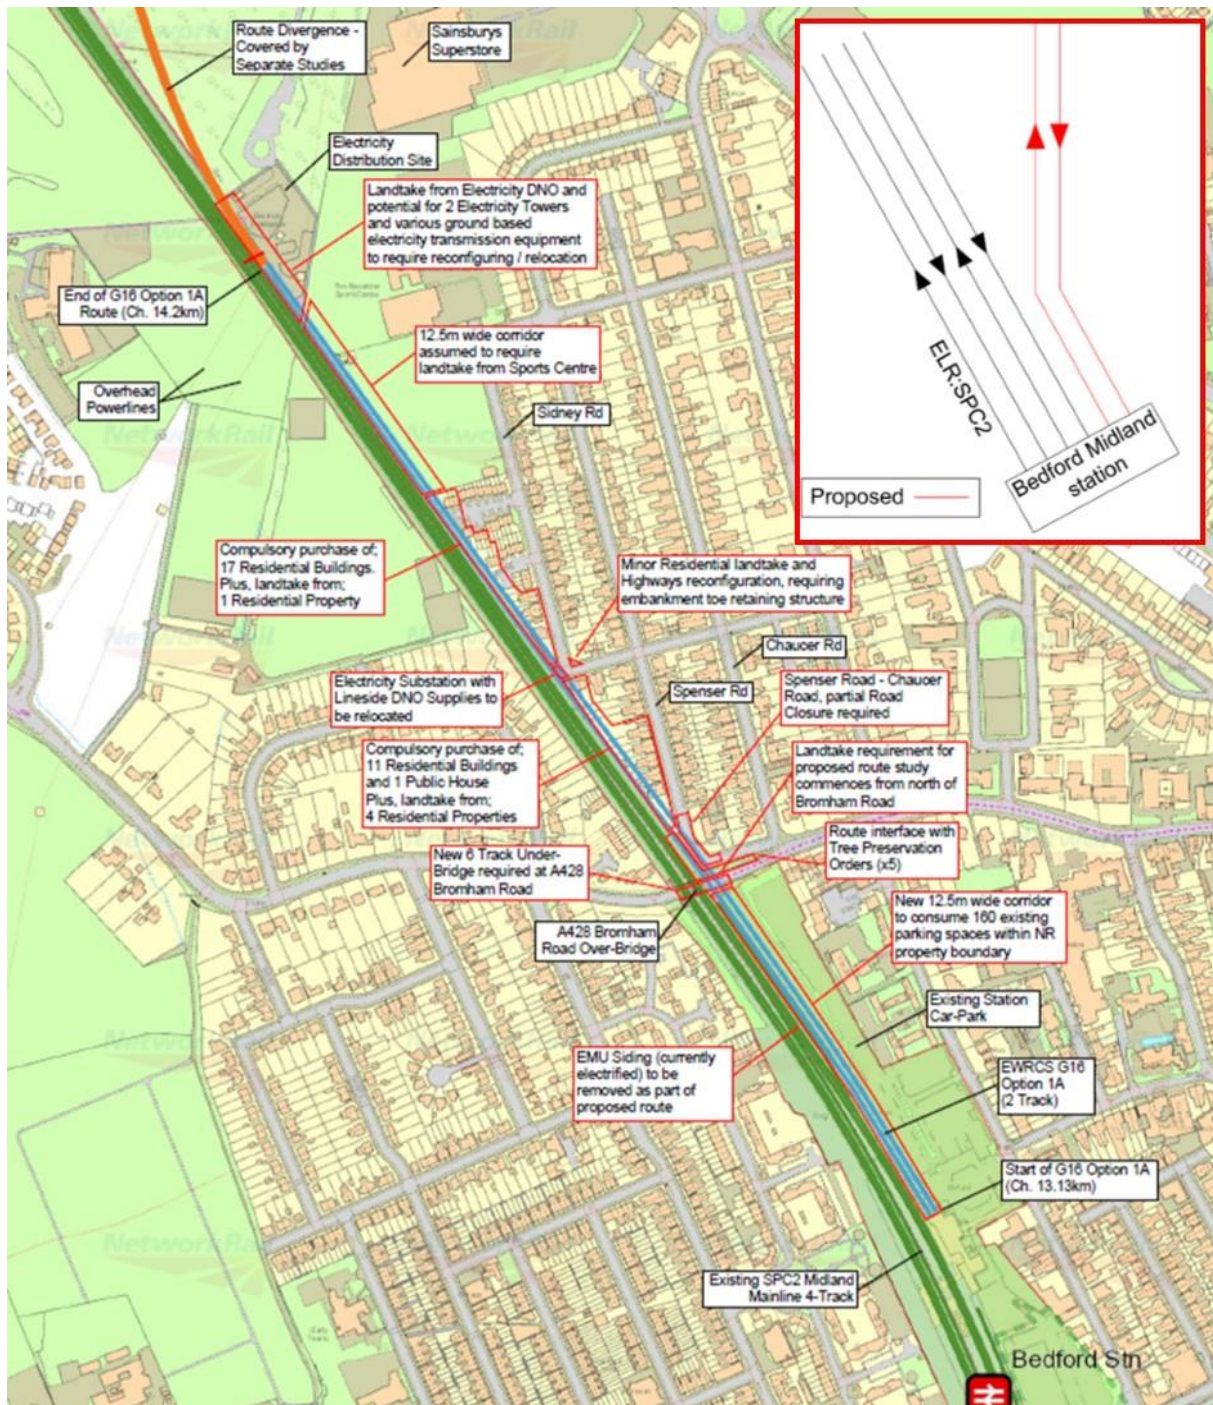 Route Divergence -
Covered by
Separate Studies
Sainsburys
Superstore
Electricity
Distribution Site
Landtake from Electricity DNO and
potential for 2 Electricity Towers
and various ground based
electricity transmission equipment
to require reconfiguring / relocation
End of G16 Option 1A
Route (Ch. 14.2km)
12.5m wide corridor
assumed to require
landtake from Sports Centre
Overhead
Powerlines
Sidney Rd
ELR:SPC2
Bedford Midland
station
Proposed
Compulsory purchase of;
17 Residential Buildings.
Plus, landtake from;
1 Residential Property
Minor Residential landtake and
Highways reconfiguration, requiring
embankment toe retaining structure
Chaucer Rd
Electricity Substation with
Lineside DNO Supplies to
be relocated
Spenser Rd
Spenser Road - Chaucer
Road, partial Road
Closure required
Compulsory purchase of;
11 Residential Buildings
and 1 Public House
Plus, landtake from;
4 Residential Properties
Landtake requirement for
proposed route study
commences from north of
Bromham Road
Route interface with
Tree Preservation
Orders (x5)
New 6 Track Under-
Bridge required at A428
Bromham Road
New 12.5m wide corridor
to consume 160 existing
parking spaces within NR
property boundary
A428 Bromham
Road Over-Bridge
Existing Station
Car-Park
EMU Siding (currently
electrified) to be
removed as part of
proposed route
EWRCS G16
Option 1A
(2 Track)
Start of G16 Option 1A
(Ch. 13.13km)
Existing SPC2 Midland
Mainline 4-Track
Bedford Stn
NetworkRail
NetworkRail
NetworkRail
NetworkRail